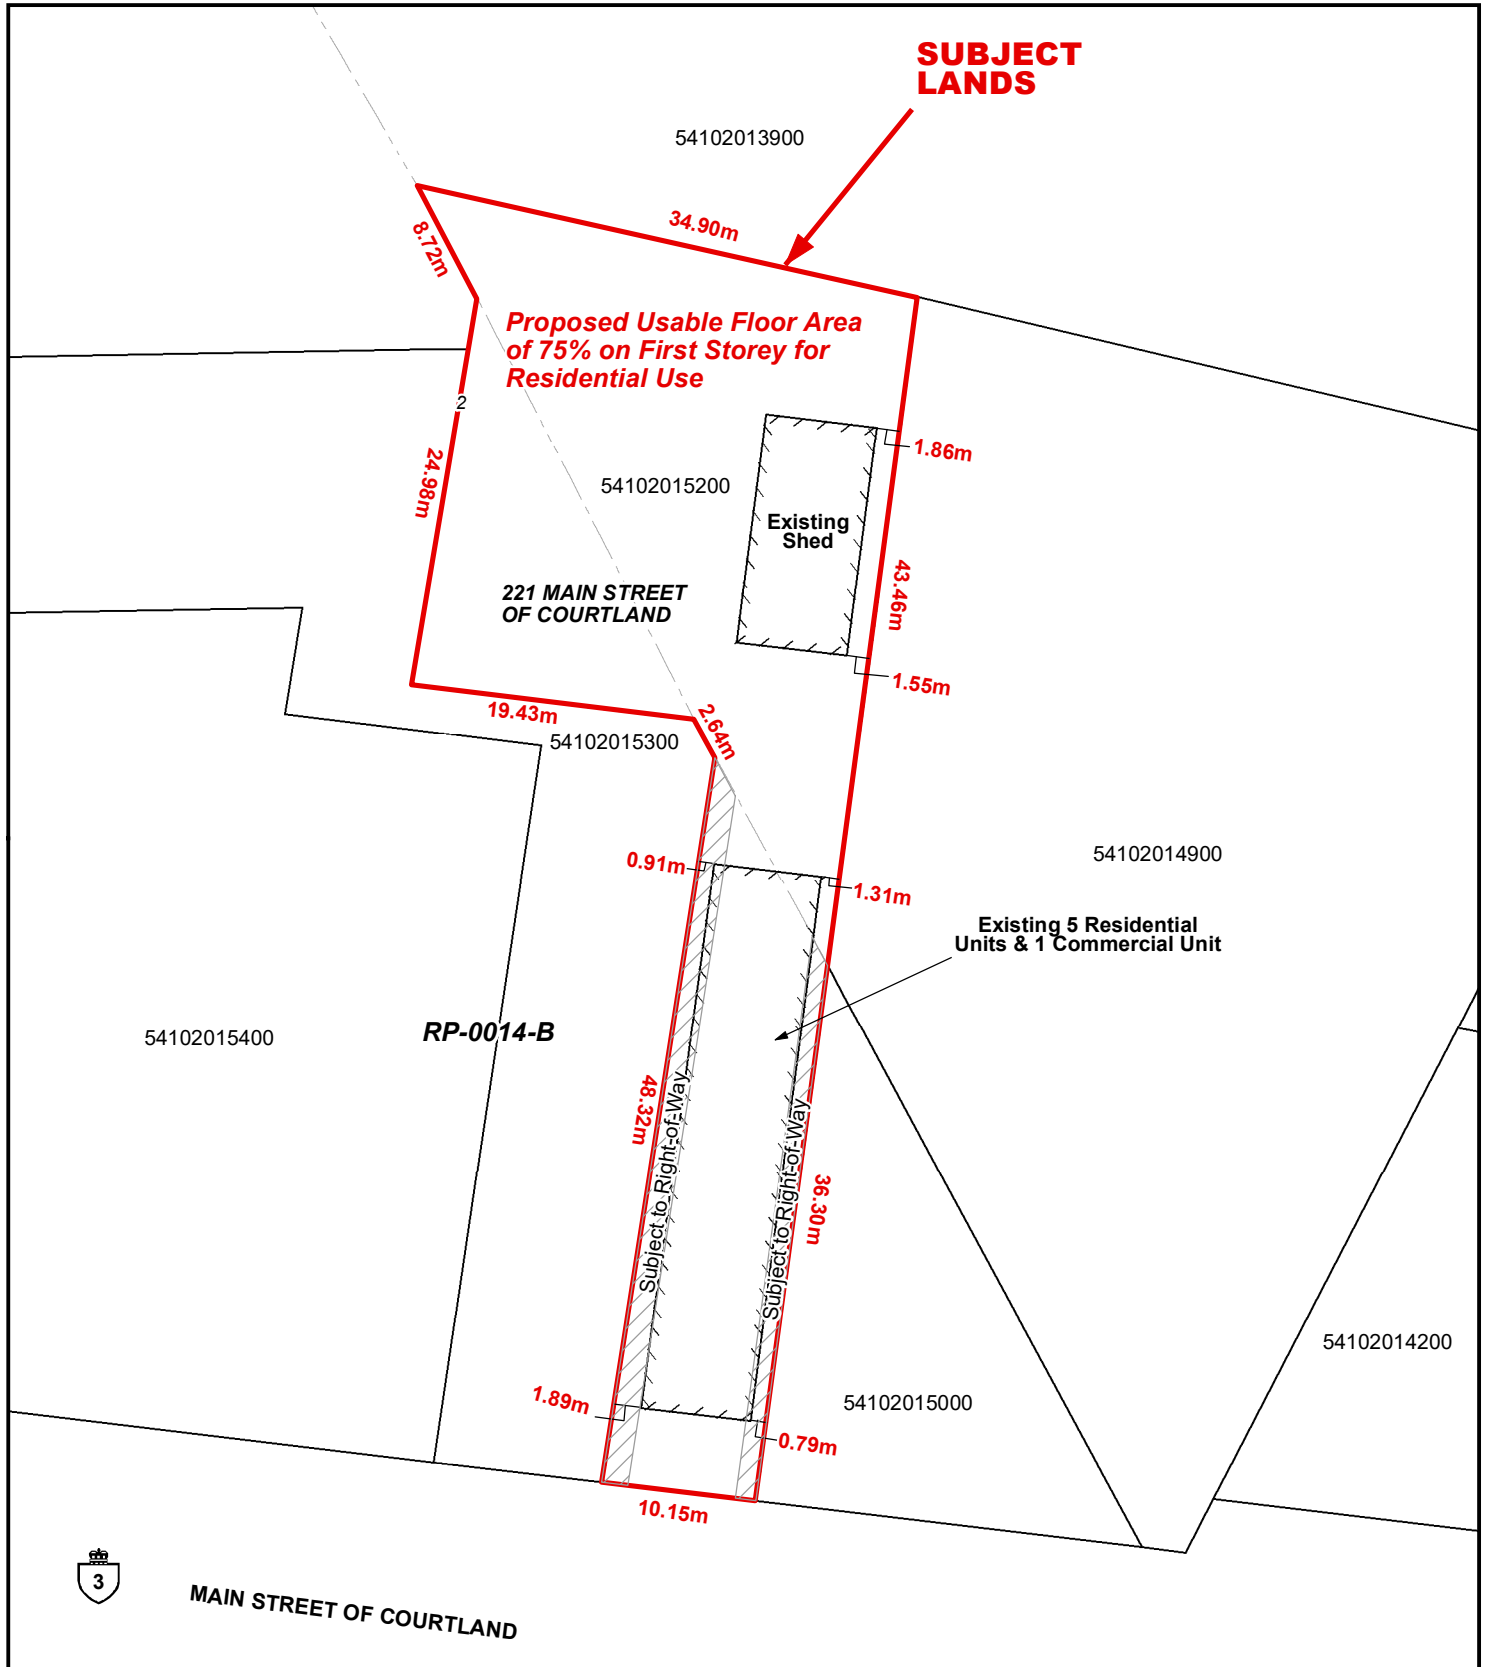 SUBJECT
LANDS
54102013900
34.90m
8.72m
Proposed Usable Floor Area
of 75% on First Storey for
Residential Use
2
1.86m
24.98m
54102015200
Existing
Shed
43.46m
221 MAIN STREET
OF COURTLAND
1.55m
19.43m
2.64m
54102015300
0.91m
54102014900
1.31m
Existing 5 Residential
Units & 1 Commercial Unit
54102015400
RP-0014-B
48.32m
Subject to Right-of-Way
Subject to Right-of-Way
36.30m
54102014200
1.89m
54102015000
0.79m
10.15m
3
MAIN STREET OF COURTLAND